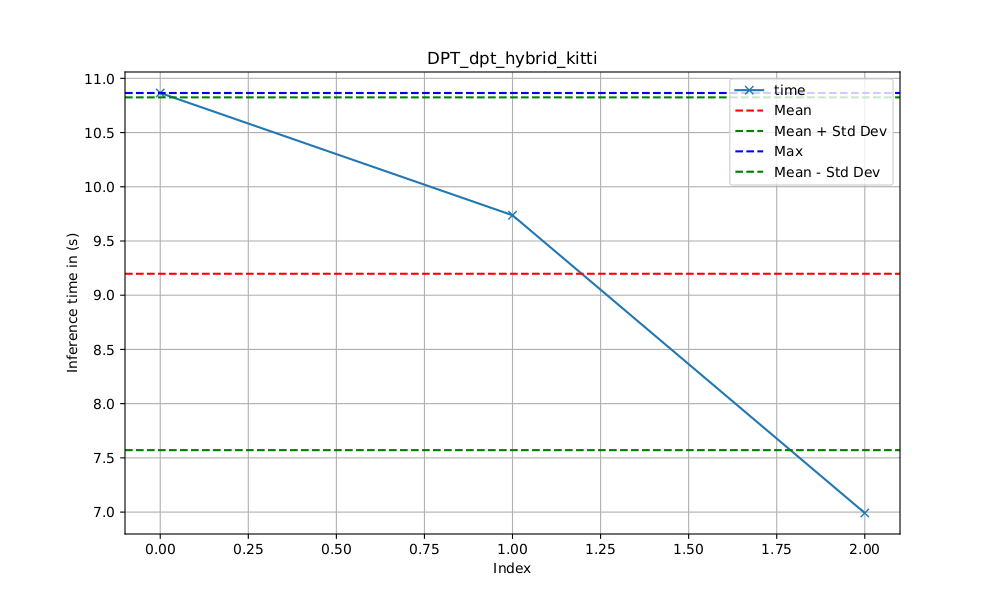 DPT_dpt_hybrid_kitti
11.0
10.5
10.0
9.5
9.0
8.5
8.0
7.5
7.0
Inference time in (s)
time
Mean
Mean + Std Dev
Max
Mean - Std Dev
0.00 0.25 0.50 0.75 1.00 1.25 1.50 1.75 2.00
Index